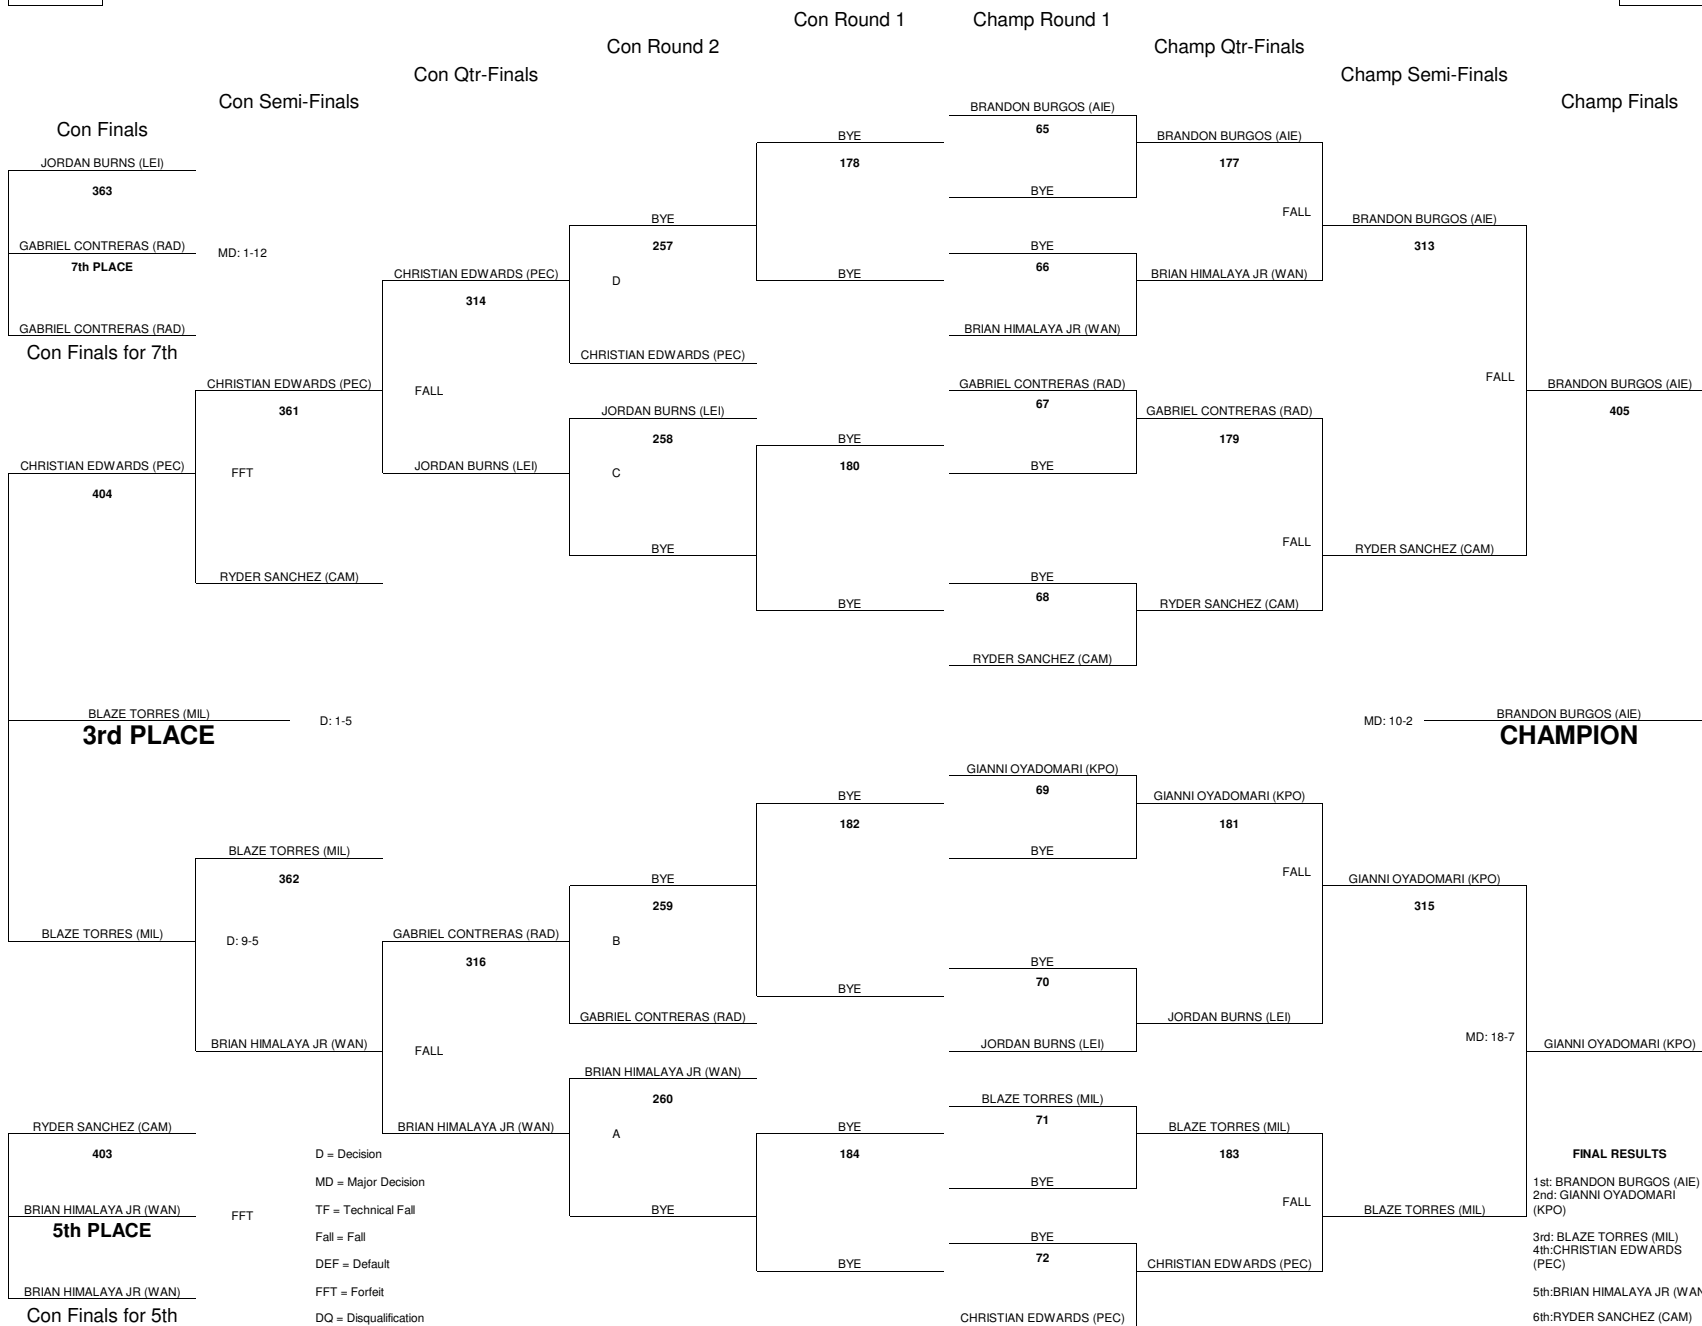 Con Round 1
Champ Round 1
Con Round 2
Champ Qtr-Finals
Con Qtr-Finals
Champ Semi-Finals
Con Semi-Finals
Champ Finals
Con Finals
JORDAN BURNS (LEI)
363
GABRIEL CONTRERAS (RAD)
MD: 1-12
7th PLACE
GABRIEL CONTRERAS (RAD)
Con Finals for 7th
CHRISTIAN EDWARDS (PEC)
404
BLAZE TORRES (MIL)
D: 1-5
3rd PLACE
BLAZE TORRES (MIL)
RYDER SANCHEZ (CAM)
403
BRIAN HIMALAYA JR (WAN)
FFT
5th PLACE
BRIAN HIMALAYA JR (WAN)
Con Finals for 5th
CHRISTIAN EDWARDS (PEC)
361
FFT
RYDER SANCHEZ (CAM)
BLAZE TORRES (MIL)
362
D: 9-5
BRIAN HIMALAYA JR (WAN)
D = Decision
MD = Major Decision
TF = Technical Fall
Fall = Fall
DEF = Default
FFT = Forfeit
DQ = Disqualification
CHRISTIAN EDWARDS (PEC)
314
FALL
JORDAN BURNS (LEI)
GABRIEL CONTRERAS (RAD)
316
FALL
BRIAN HIMALAYA JR (WAN)
BYE
257
D
CHRISTIAN EDWARDS (PEC)
JORDAN BURNS (LEI)
258
C
BYE
BYE
259
B
GABRIEL CONTRERAS (RAD)
BRIAN HIMALAYA JR (WAN)
260
A
BYE
BYE
178
BYE
BYE
180
BYE
BYE
182
BYE
BYE
184
BYE
BRANDON BURGOS (AIE)
65
BYE
BYE
66
BRIAN HIMALAYA JR (WAN)
GABRIEL CONTRERAS (RAD)
67
BYE
BYE
68
RYDER SANCHEZ (CAM)
GIANNI OYADOMARI (KPO)
69
BYE
BYE
70
JORDAN BURNS (LEI)
BLAZE TORRES (MIL)
71
BYE
BYE
72
CHRISTIAN EDWARDS (PEC)
BRANDON BURGOS (AIE)
177
FALL
BRIAN HIMALAYA JR (WAN)
GABRIEL CONTRERAS (RAD)
179
FALL
RYDER SANCHEZ (CAM)
GIANNI OYADOMARI (KPO)
181
FALL
JORDAN BURNS (LEI)
BLAZE TORRES (MIL)
183
FALL
CHRISTIAN EDWARDS (PEC)
BRANDON BURGOS (AIE)
313
FALL
RYDER SANCHEZ (CAM)
GIANNI OYADOMARI (KPO)
315
MD: 18-7
BLAZE TORRES (MIL)
BRANDON BURGOS (AIE)
405
MD: 10-2
BRANDON BURGOS (AIE)
CHAMPION
GIANNI OYADOMARI (KPO)
FINAL RESULTS
1st: BRANDON BURGOS (AIE)
2nd: GIANNI OYADOMARI
(KPO)
3rd: BLAZE TORRES (MIL)
4th:CHRISTIAN EDWARDS
(PEC)
5th:BRIAN HIMALAYA JR (WAN
6th:RYDER SANCHEZ (CAM)